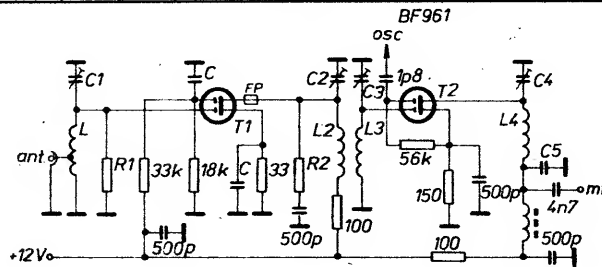 BF961
osc
C1
C
FP
C2
C3
1p8
T2
C4
T1
L
L2
L3
L4
ant.
R1
33k
18k
C
33
R2
56k
C5
150
500p
4n7
100
500p
500p
100
500p
+12V